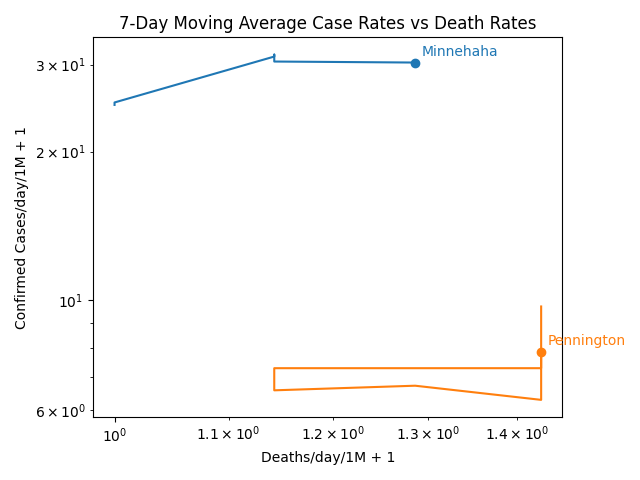 7-Day Moving Average Case Rates vs Death Rates
Minnehaha
Pennington
Confirmed Cases/day/1M + 1
3 × 10¹
2 × 10¹
10¹
6 × 10⁰
10⁰
1.1 × 10⁰
1.2 × 10⁰
1.3 × 10⁰
1.4 × 10⁰
Deaths/day/1M + 1